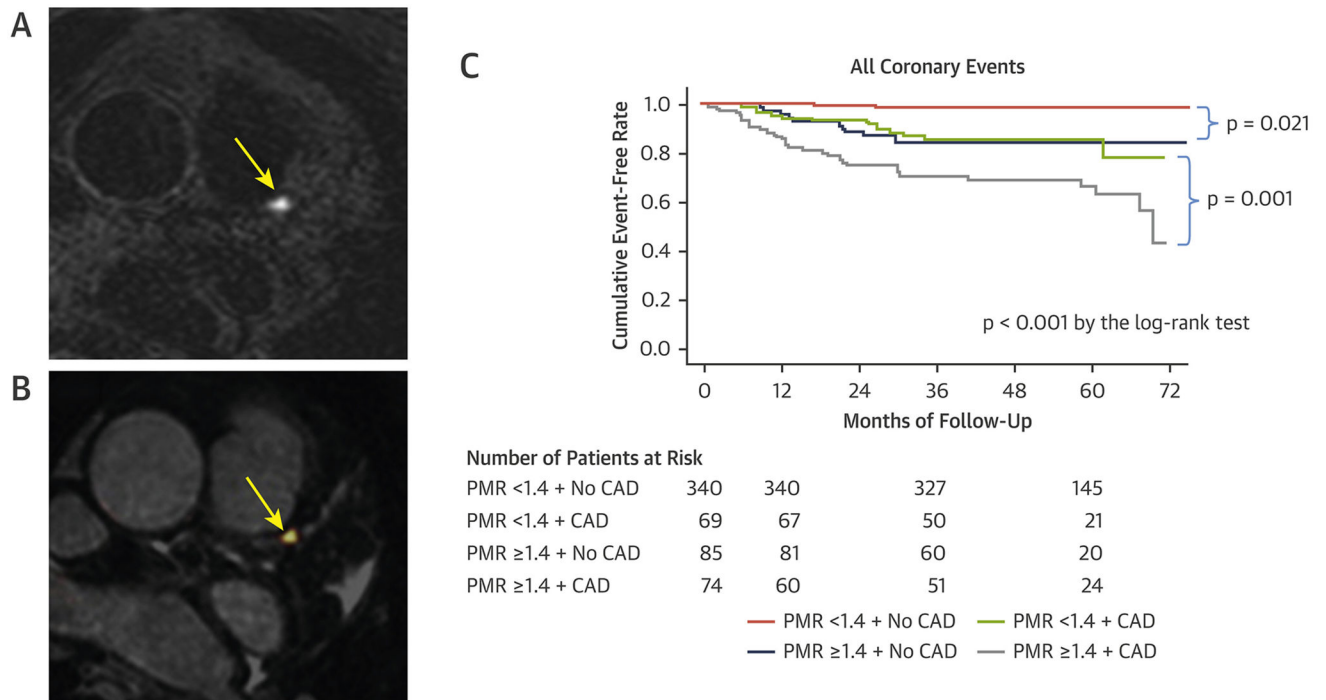 A
B
C
All Coronary Events
Cumulative Event-Free Rate
1.0
0.8
0.6
0.4
0.2
0.0
p = 0.021
p = 0.001
p < 0.001 by the log-rank test
0 12 24 36 48 60 72
Months of Follow-Up
Number of Patients at Risk
PMR <1.4 + No CAD 340 340 327 145
PMR <1.4 + CAD 69 67 50 21
PMR ≥1.4 + No CAD 85 81 60 20
PMR ≥1.4 + CAD 74 60 51 24
PMR <1.4 + No CAD PMR <1.4 + CAD
PMR ≥1.4 + No CAD PMR ≥1.4 + CAD